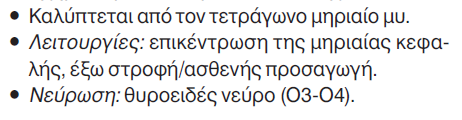 • Καλύπτεται από τον τετράγωνο μηριαίο μυ.
• Λειτουργίες: επικέντρωση της μηριαίας κεφα-
λής, έξω στροφή/ασθενής προσαγωγή.
• Νεύρωση: θυροειδές νεύρο (Ο3-Ο4).